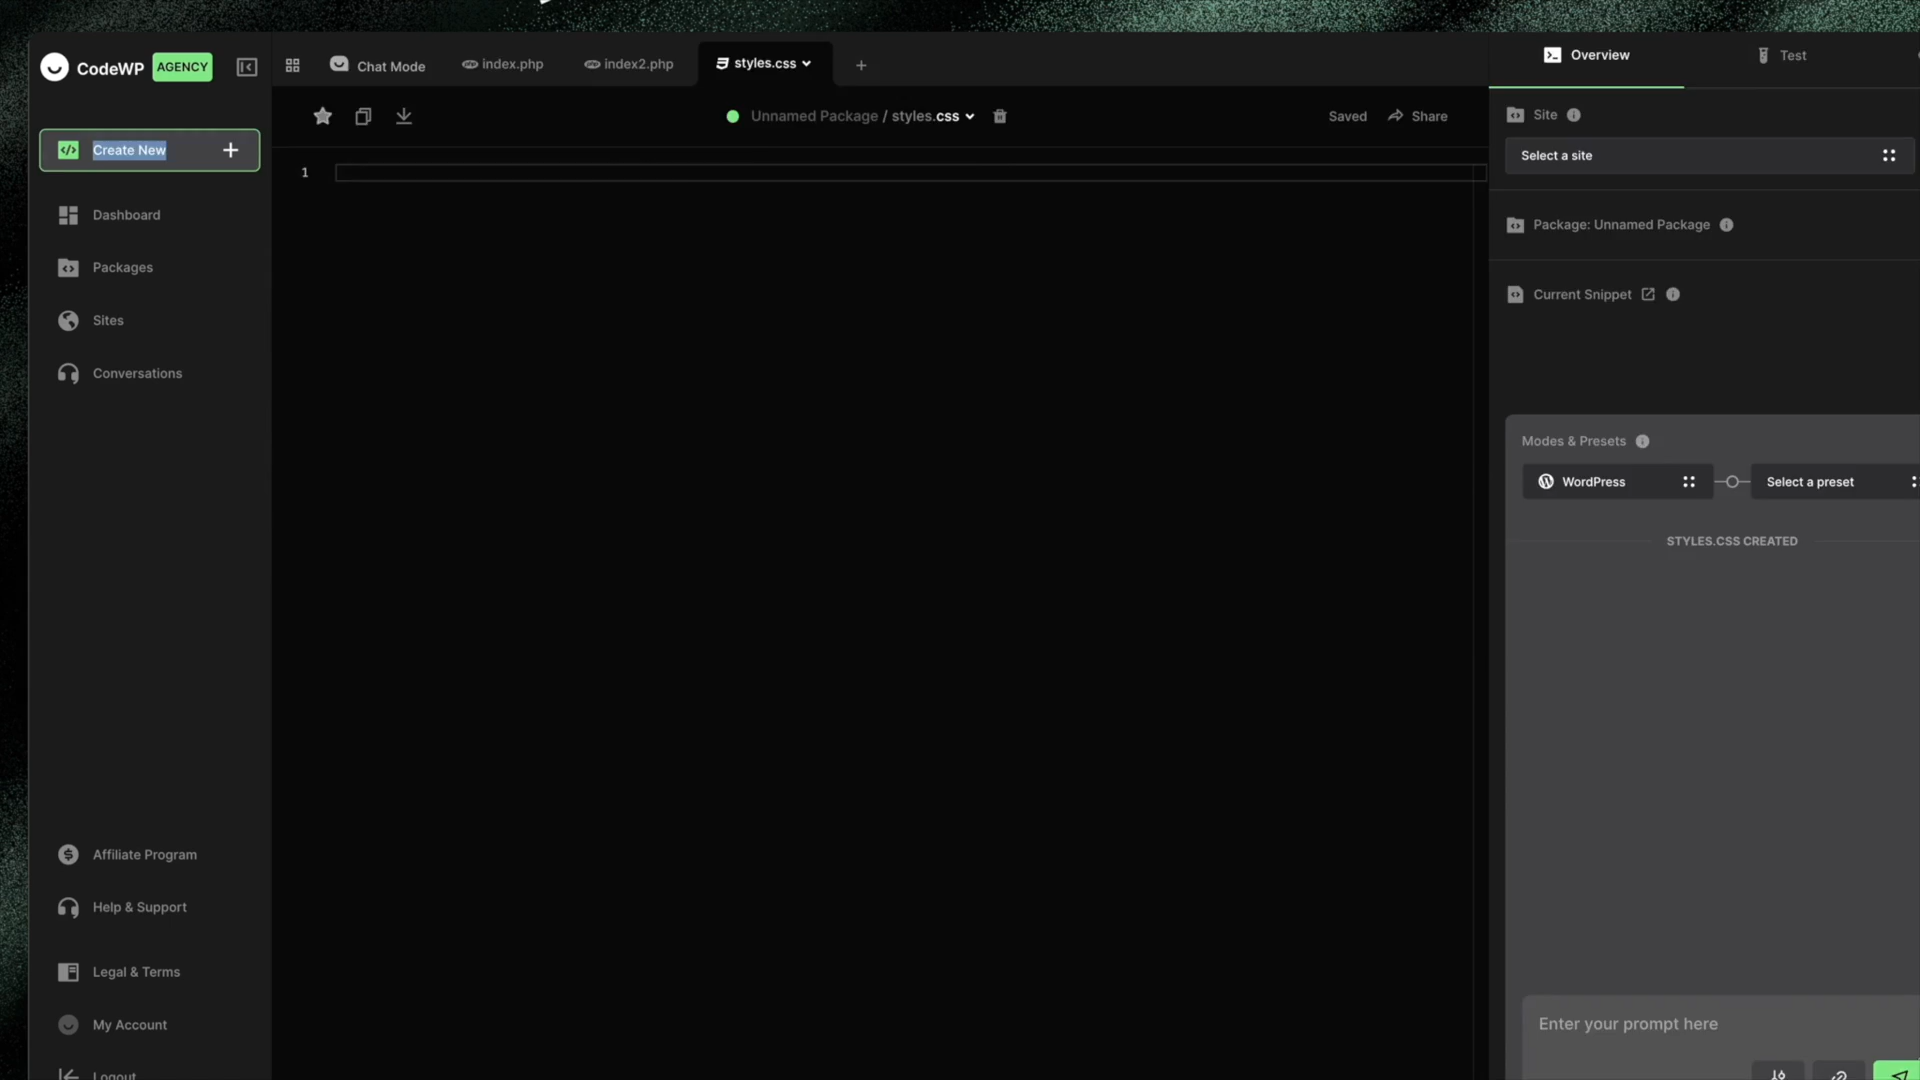 CodeWP AGENCY
Create New
Dashboard
Packages
Sites
Conversations
Affiliate Program
Help & Support
Legal & Terms
My Account
Logout
Chat Mode
index.php
index2.php
styles.css
Unnamed Package / styles.css
Saved
Share
1
Overview
Test
Site
Select a site
Package: Unnamed Package
Current Snippet
Modes & Presets
WordPress
Select a preset
STYLES.CSS CREATED
Enter your prompt here